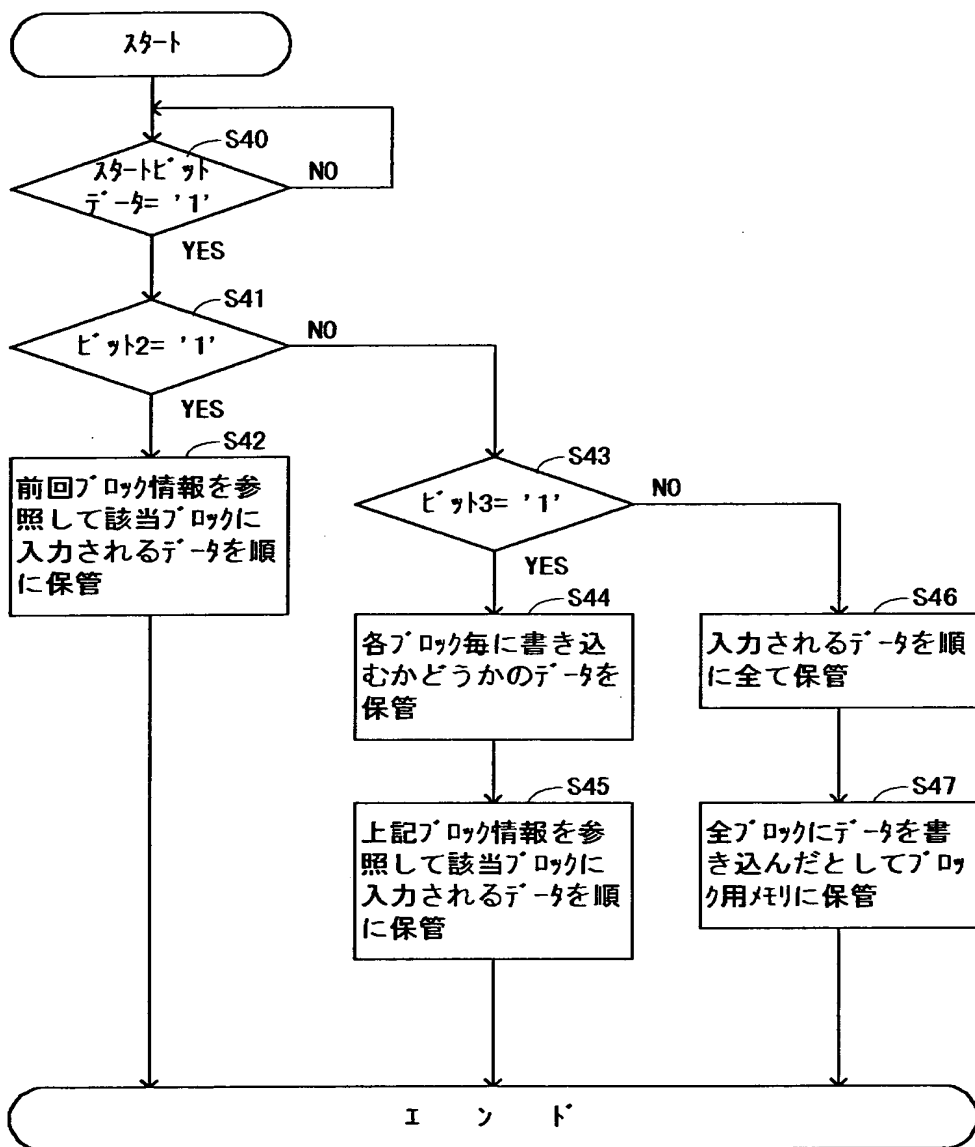 スタート
S40
スタートビット
データ= '1'
NO
YES
S41
ビット2= '1'
NO
YES
S42
前回ブロック情報を参
照して該当ブロックに
入力されるデータを順
に保管
S43
ビット3= '1'
NO
YES
S44
各ブロック毎に書き込
むかどうかのデータを
保管
S46
入力されるデータを順
に全て保管
S45
上記ブロック情報を参
照して該当ブロックに
入力されるデータを順
に保管
S47
全ブロックにデータを書
き込んだとしてブロッ
ク用メモリに保管
エンド